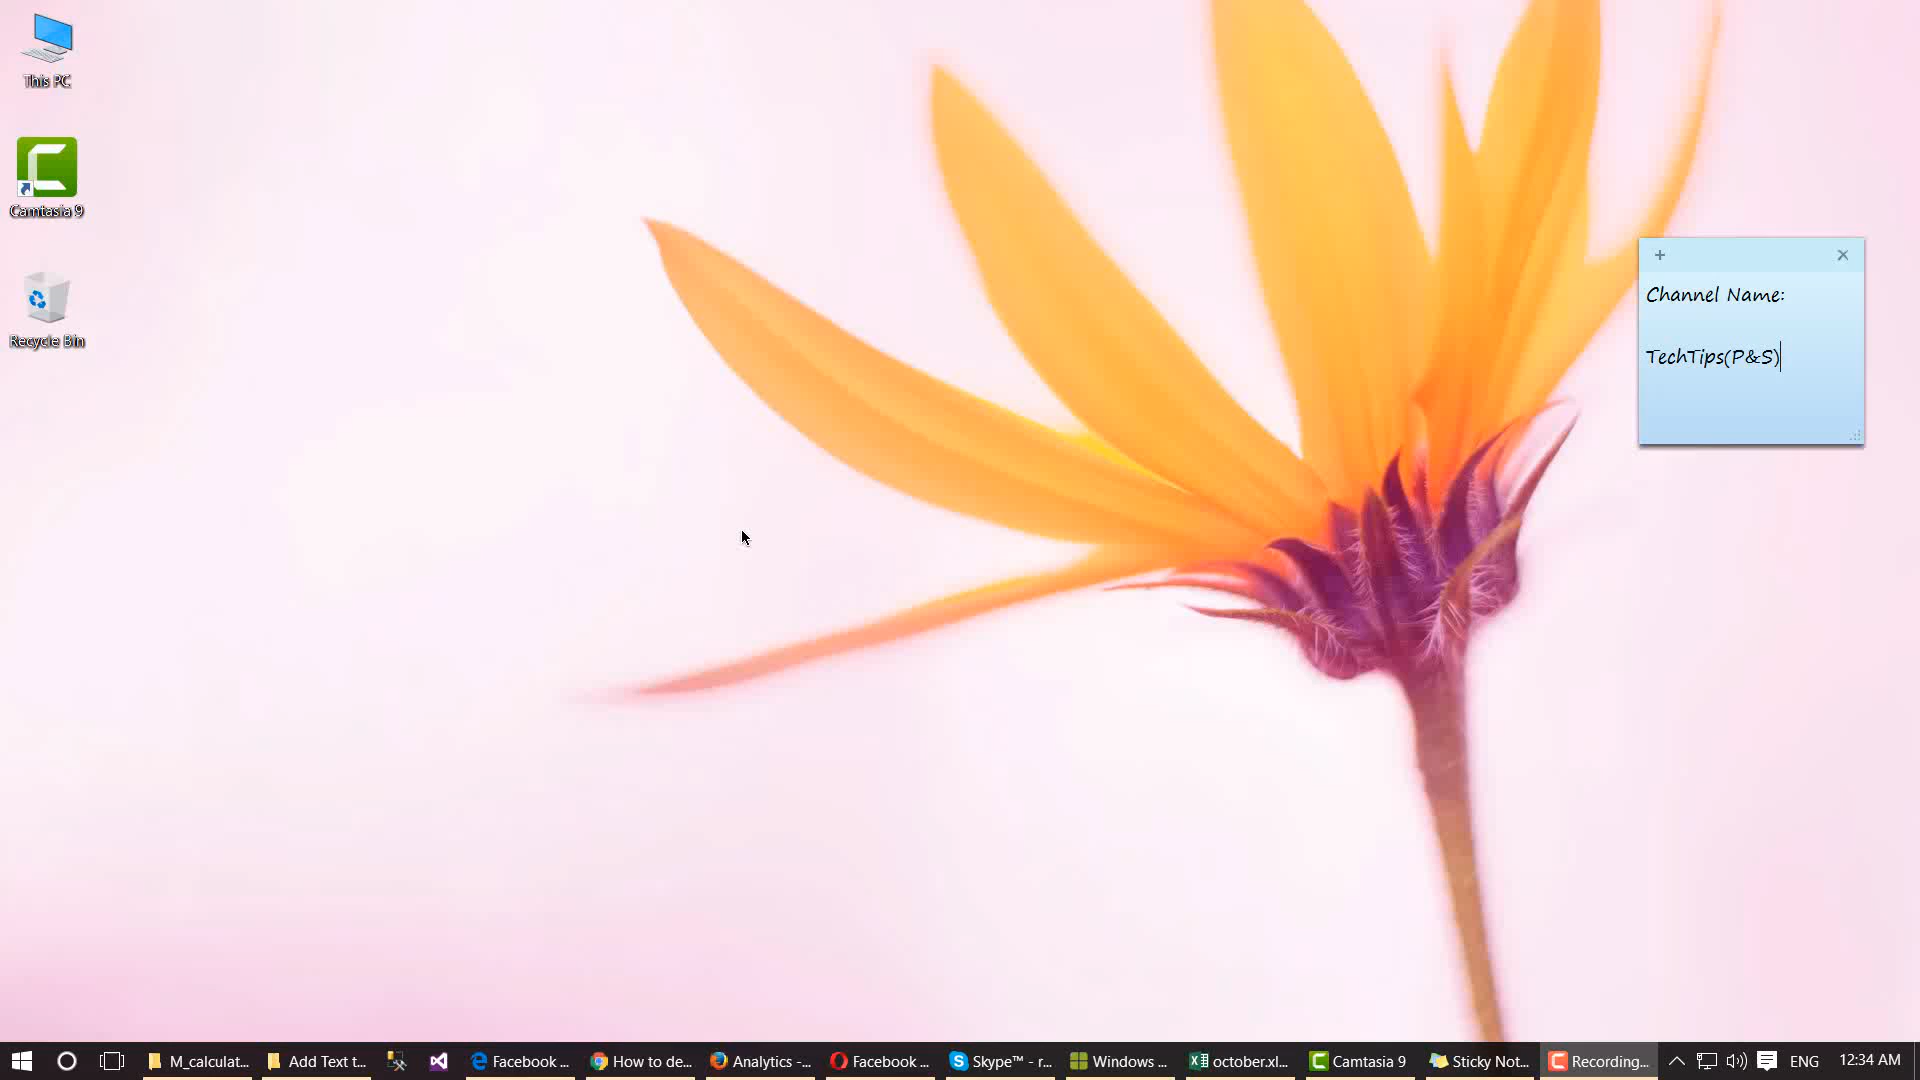 This PC
Camtasia 9
Recycle Bin
+ ×
Channel Name:
TechTips(P&S)
M_calculat... Add Text t... Facebook ... How to de... Analytics -... Facebook ... Skype™ - r... Windows ... october.xl... Camtasia 9 Sticky Not... Recording... ENG 12:34 AM